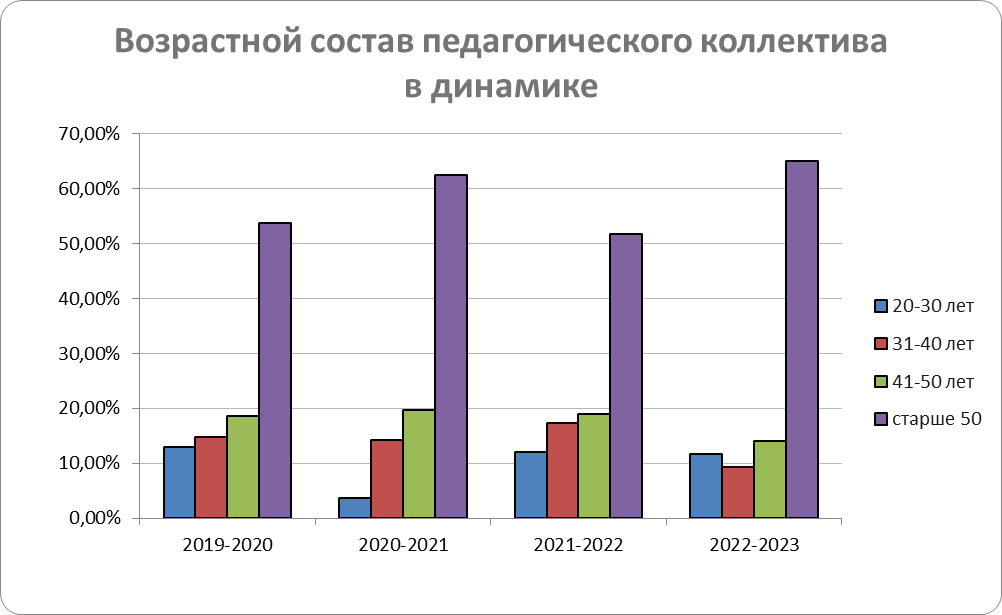 Возрастной состав педагогического коллектива
в динамике
70,00%
60,00%
50,00%
40,00%
30,00%
20,00%
10,00%
0,00%
2019-2020
2020-2021
2021-2022
2022-2023
20-30 лет
31-40 лет
41-50 лет
старше 50